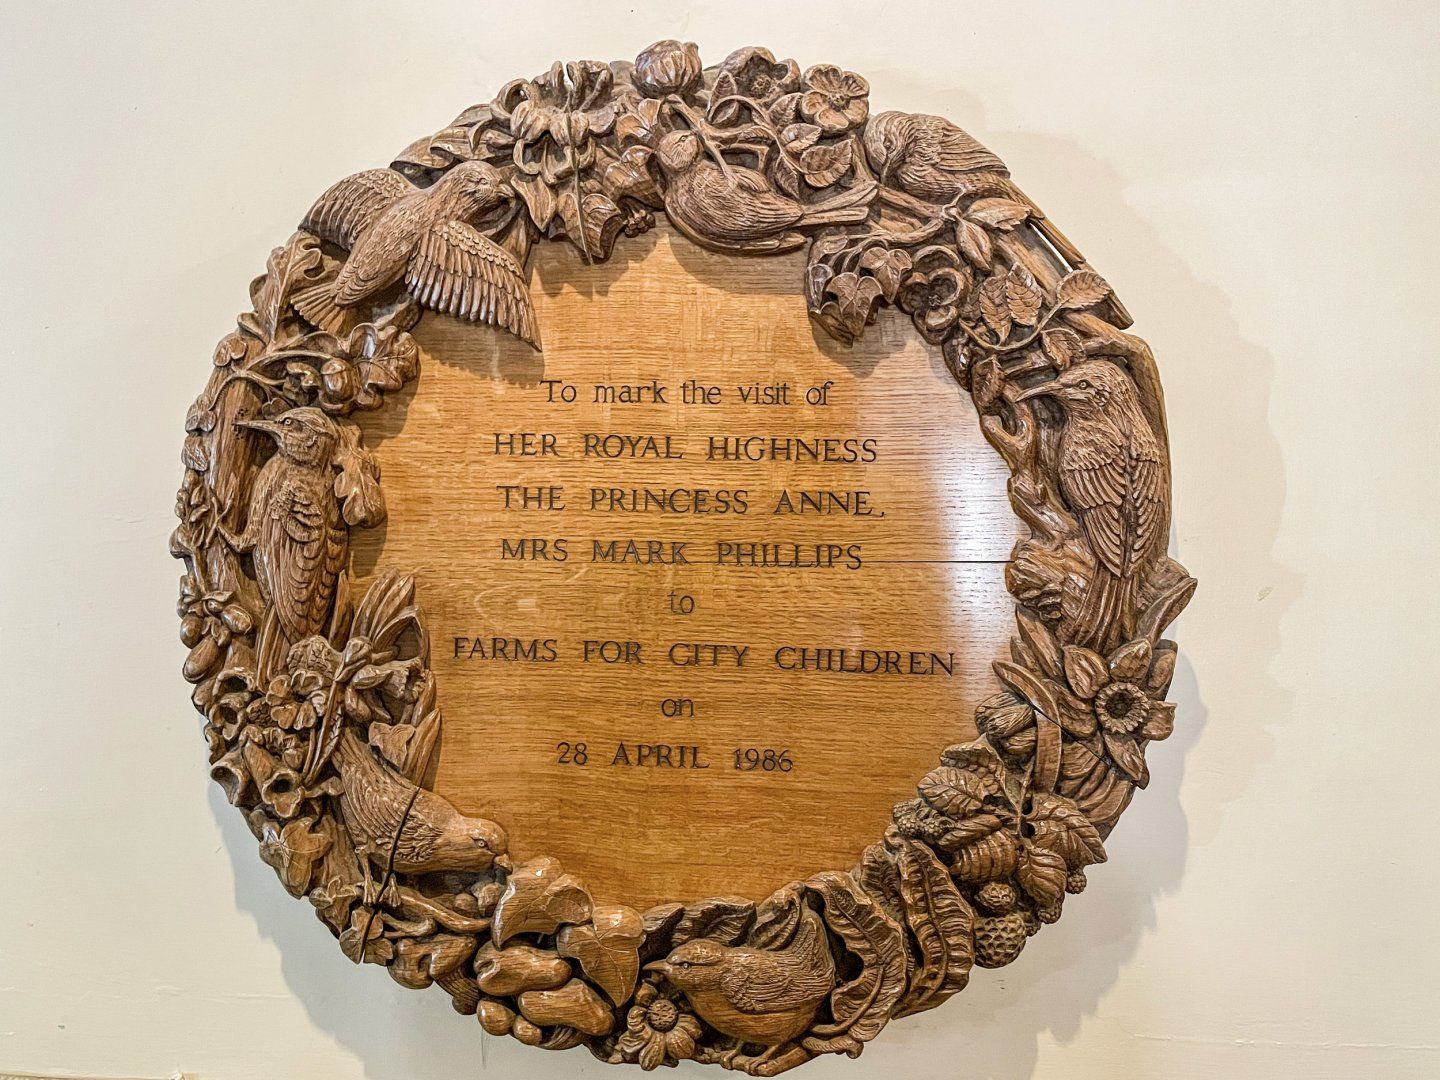 To mark the visit of
HER ROYAL HIGHNESS
THE PRINCESS ANNE,
MRS MARK PHILLIPS
to
FARMS FOR CITY CHILDREN
on
28 APRIL 1986